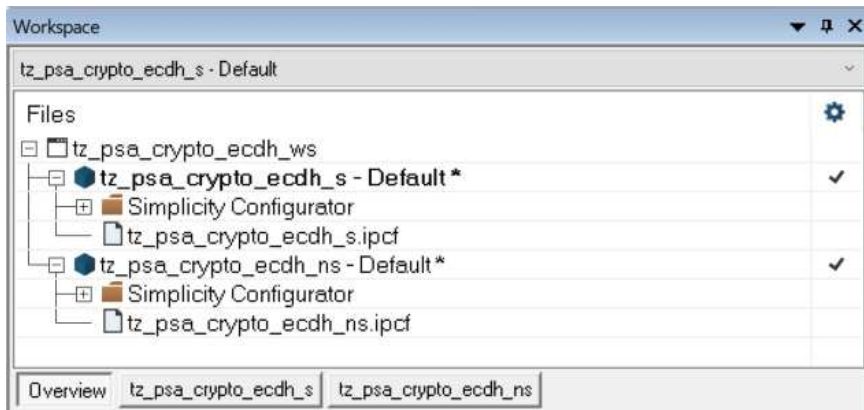 Workspace
tz_psa_crypto_ecdh_s - Default
Files
tz_psa_crypto_ecdh_ws
tz_psa_crypto_ecdh_s - Default *
Simplicity Configurator
tz_psa_crypto_ecdh_s.ipcf
tz_psa_crypto_ecdh_ns - Default *
Simplicity Configurator
tz_psa_crypto_ecdh_ns.ipcf
Overview tz_psa_crypto_ecdh_s tz_psa_crypto_ecdh_ns